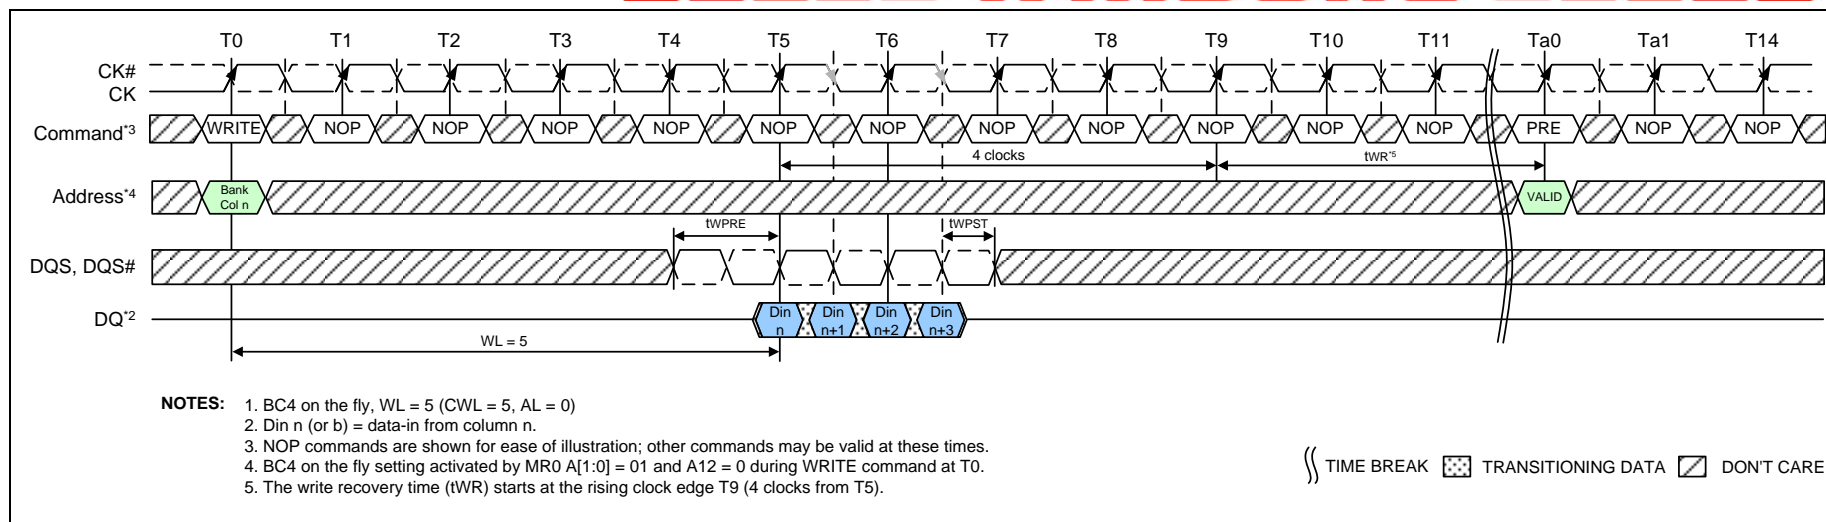 T0 T1 T2 T3 T4 T5 T6 T7 T8 T9 T10 T11 Ta0 Ta1 T14
CK#
CK
Command*3 WRITE NOP NOP NOP NOP NOP NOP NOP NOP NOP NOP NOP PRE NOP NOP
4 clocks tWR*5
Address*4 Bank Col n VALID
tWPRE tWPST
DQS, DQS#
DQ*2 Din n Din n+1 Din n+2 Din n+3
WL = 5
NOTES: 1. BC4 on the fly, WL = 5 (CWL = 5, AL = 0)
2. Din n (or b) = data-in from column n.
3. NOP commands are shown for ease of illustration; other commands may be valid at these times.
4. BC4 on the fly setting activated by MR0 A[1:0] = 01 and A12 = 0 during WRITE command at T0.
5. The write recovery time (tWR) starts at the rising clock edge T9 (4 clocks from T5).
TIME BREAK TRANSITIONING DATA DON'T CARE